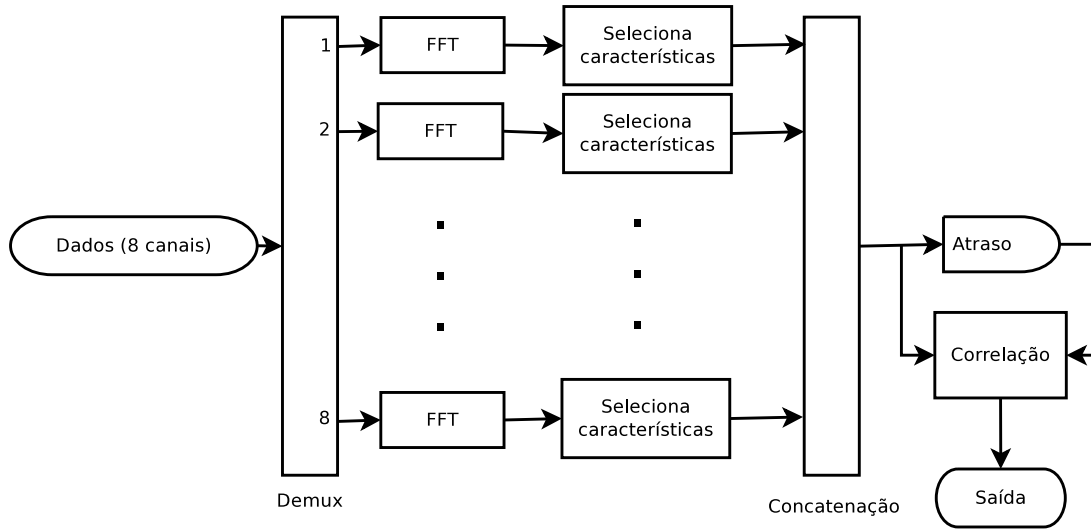 1
FFT
Seleciona
características
2
FFT
Seleciona
características
Dados (8 canais)
Atraso
Correlação
8
FFT
Seleciona
características
Demux
Concatenação
Saída